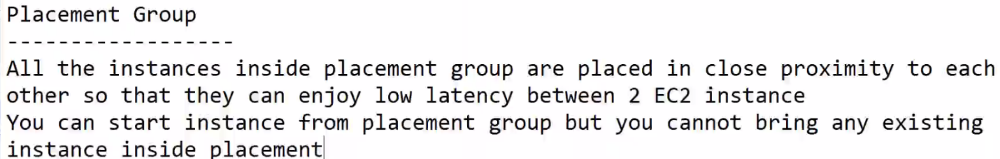 Placement Group
------------------
All the instances inside placement group are placed in close proximity to each
other so that they can enjoy low latency between 2 EC2 instance
You can start instance from placement group but you cannot bring any existing
instance inside placement